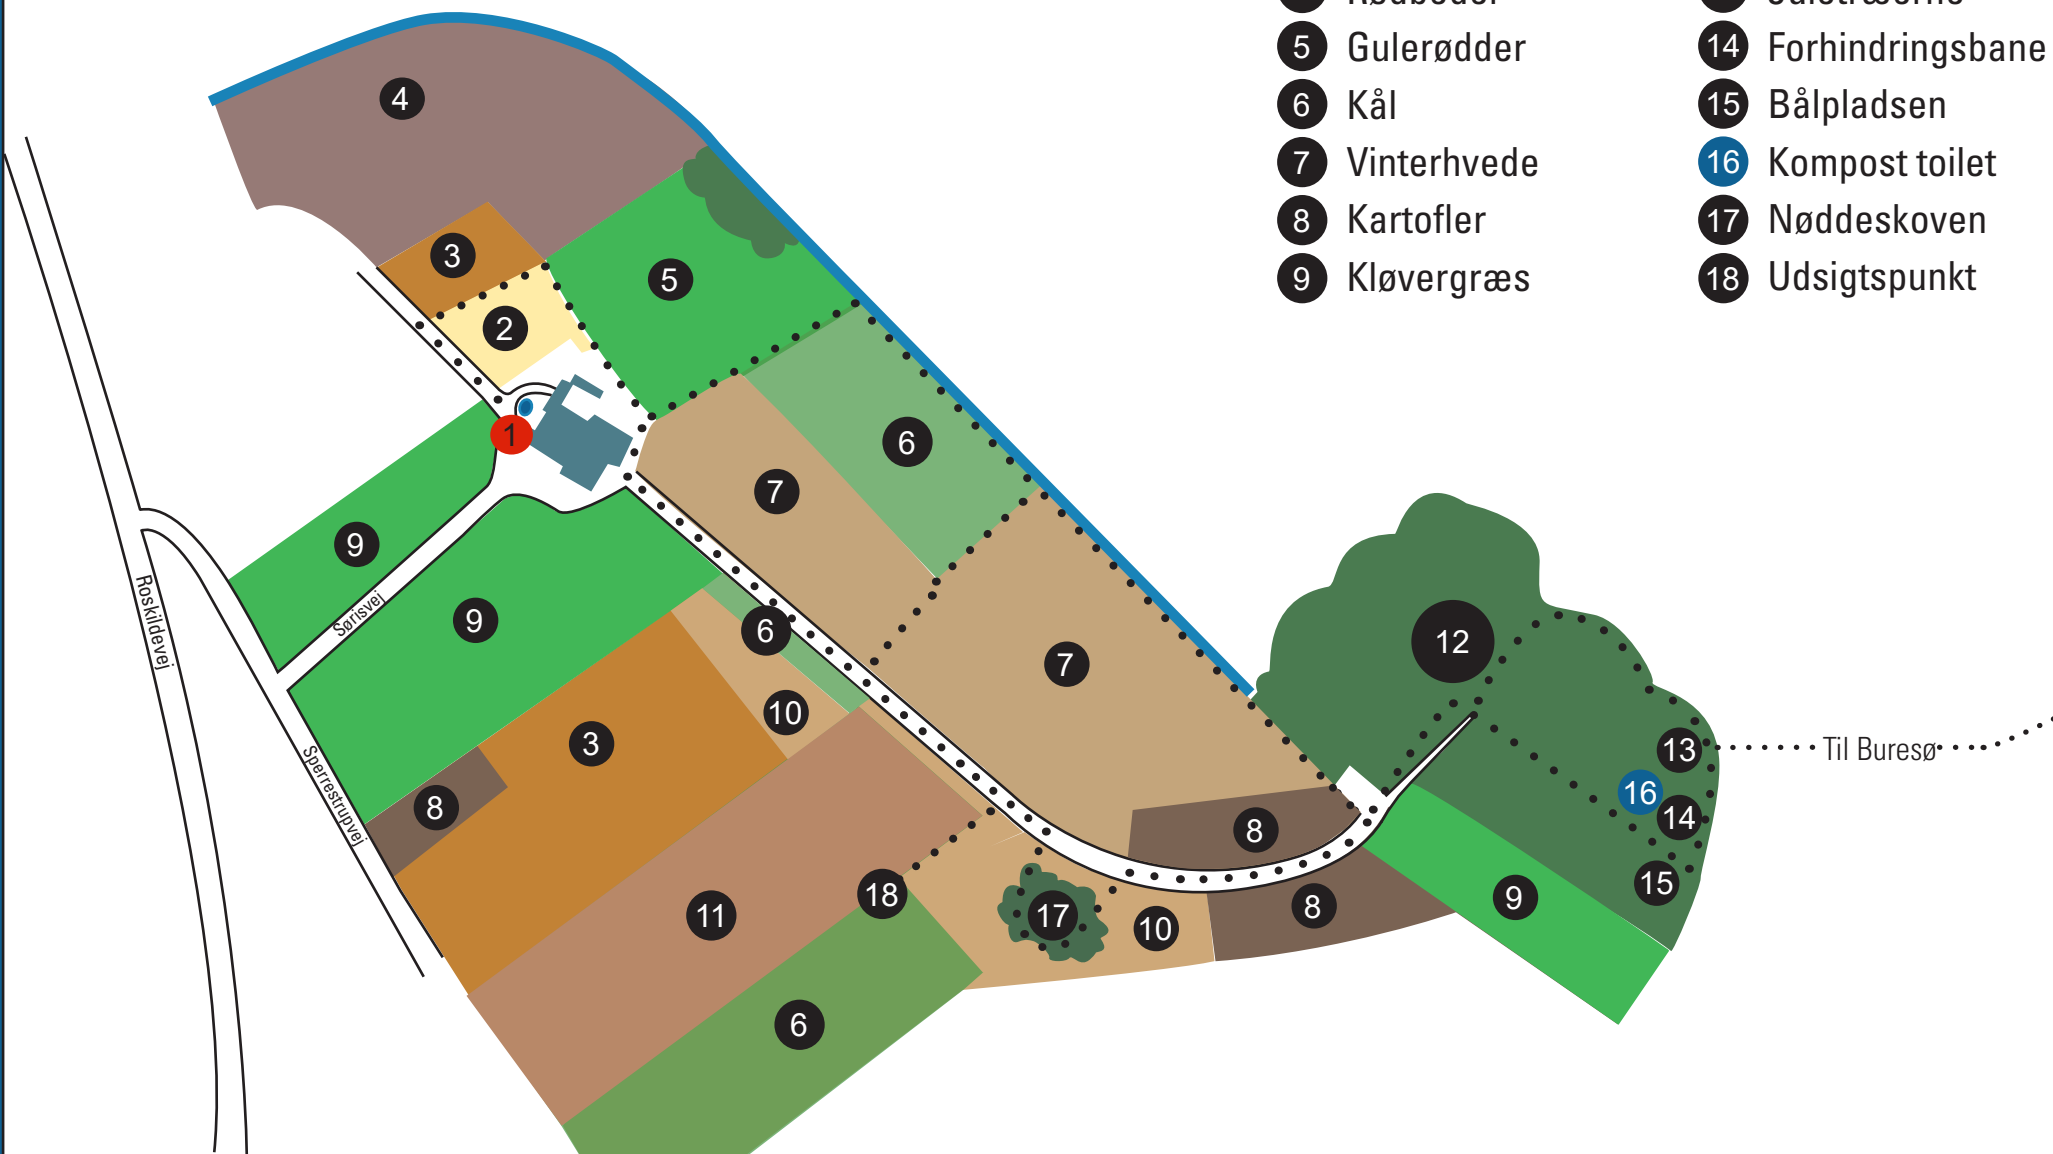 5 Gulerødder
6 Kål
7 Vinterhvede
8 Kartofler
9 Kløvergræs
14 Forhindringsbane
15 Bålpladsen
16 Kompost toilet
17 Nøddeskoven
18 Udsigtspunkt
4
3
2
5
1
6
7
9
9
6
10
7
3
8
12
13
16
14
15
8
8
9
18
11
17
10
6
Roskildevej
Sørisvej
Sperrestrupvej
Til Buresø